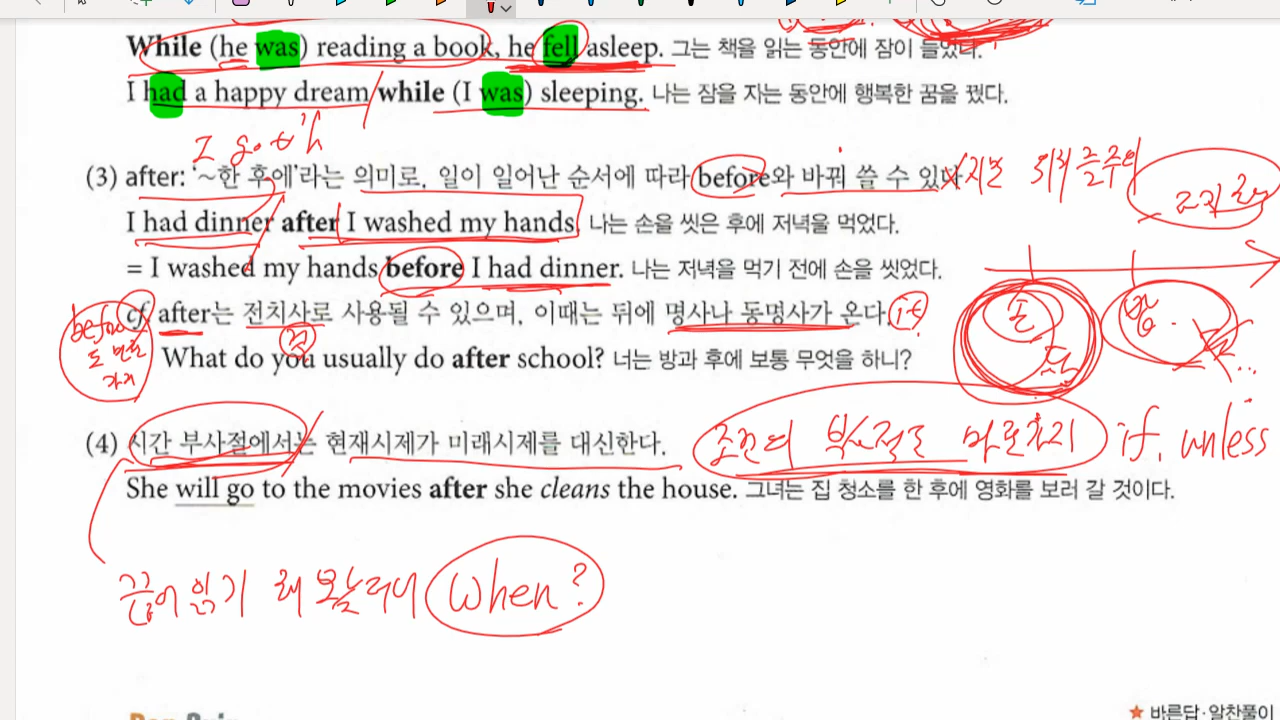 While (he was) reading a book, he fell asleep. 그는 책을 읽는 동안에 잠이 들었다.
I had a happy dream while (I was) sleeping. 나는 잠을 자는 동안에 행복한 꿈을 꿨다.
(3) after: '~한 후에'라는 의미로, 일이 일어난 순서에 따라 before와 바꿔 쓸 수 있다
I had dinner after I washed my hands. 나는 손을 씻은 후에 저녁을 먹었다.
= I washed my hands before I had dinner. 나는 저녁을 먹기 전에 손을 씻었다.
손
밥
before
cf after는 전치사로 사용될 수 있으며, 이때는 뒤에 명사나 동명사가 온다.
What do you usually do after school? 너는 방과 후에 보통 무엇을 하니?
(4) 시간 부사절에서는 현재시제가 미래시제를 대신한다. 조건의 부사절도 마찬가지 if, unless
She will go to the movies after she cleans the house. 그녀는 집 청소를 한 후에 영화를 보러 갈 것이다.
끊어 읽기 해 봤더니 when?
★ 바른답·알찬풀이